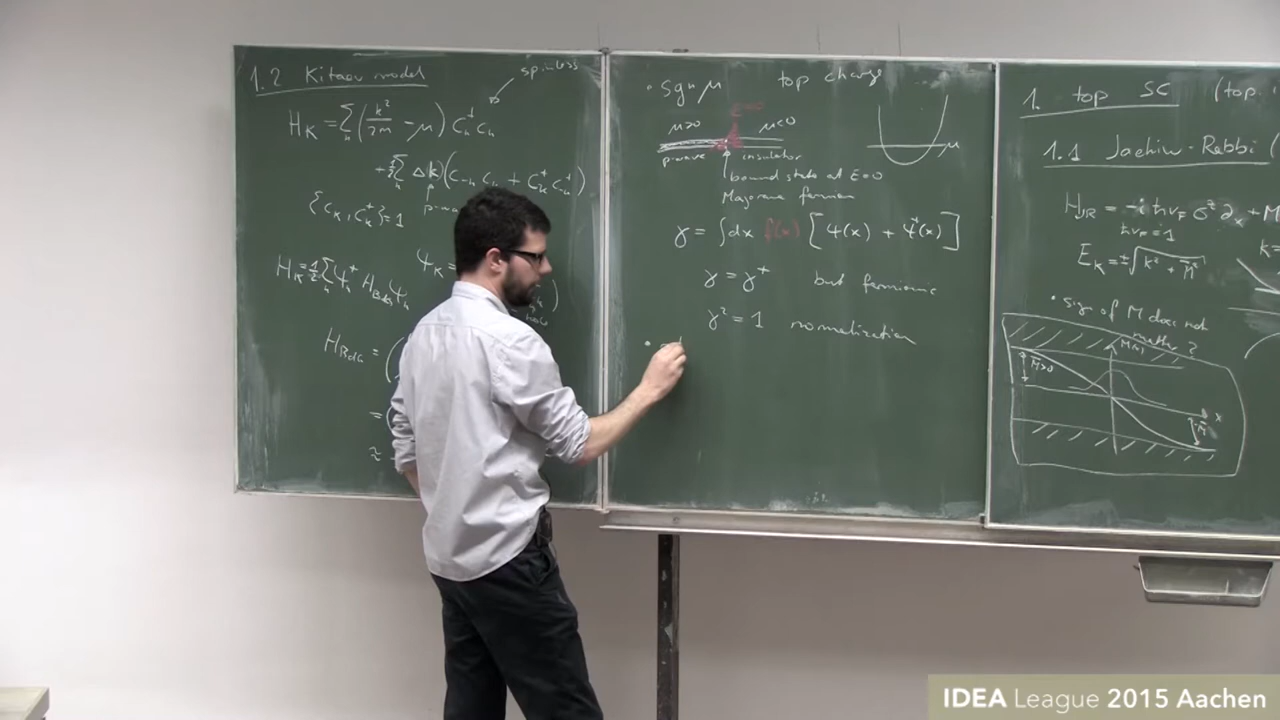 1.2 Kitaev model
spinless
H_K = Σ_k (k²/2m − μ) C_k† C_k
+ ½ Σ_k Δ(k) (C_-k C_k + C_k† C_-k†)
{C_K, C_K†} = 1
H_K = ½ Σ_k Ψ_k† H_BdG Ψ_k
Ψ_K =
H_BdG = (
= (
≈
• sgn μ top charge
E=0
μ>0 μ<0 μ
p-wave insulator
bound state at E=0
Majorana fermion
γ = ∫dx f(x) [Ψ(x) + Ψ†(x)]
γ = γ† but fermionic
γ² = 1 normalization
•
1. top SC (top.
1.1 Jackiw-Rebbi (
H_JR = -iħv_F σ^z ∂_x + M
ħv_F = 1
E_K = ±√(k² + M²)
k=
• sign of M does not
matter?
M(x)
M>0
x
IDEA League 2015 Aachen